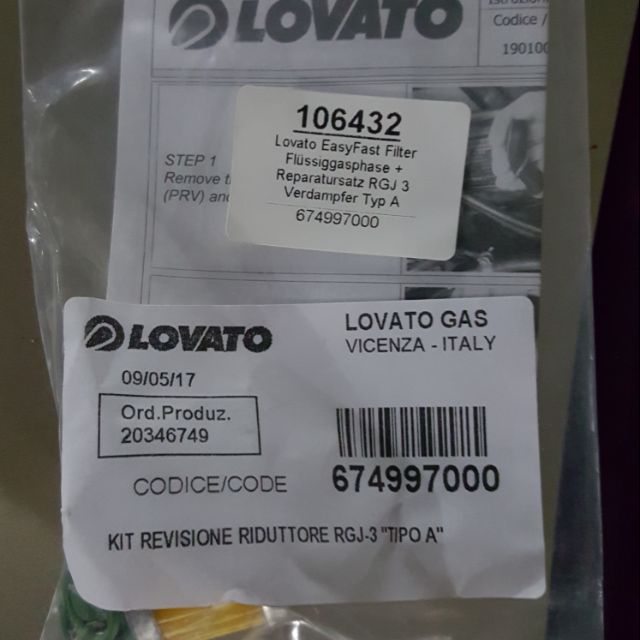 LOVATO
Codice /
190100
STEP 1
Remove
(PRV) and
106432
Lovato EasyFast Filter
Flüssiggasphase +
Reparatursatz RGJ 3
Verdampfer Typ A
674997000
LOVATO
LOVATO GAS
VICENZA - ITALY
09/05/17
Ord.Produz.
20346749
CODICE/CODE
674997000
KIT REVISIONE RIDUTTORE RGJ-3 "TIPO A"